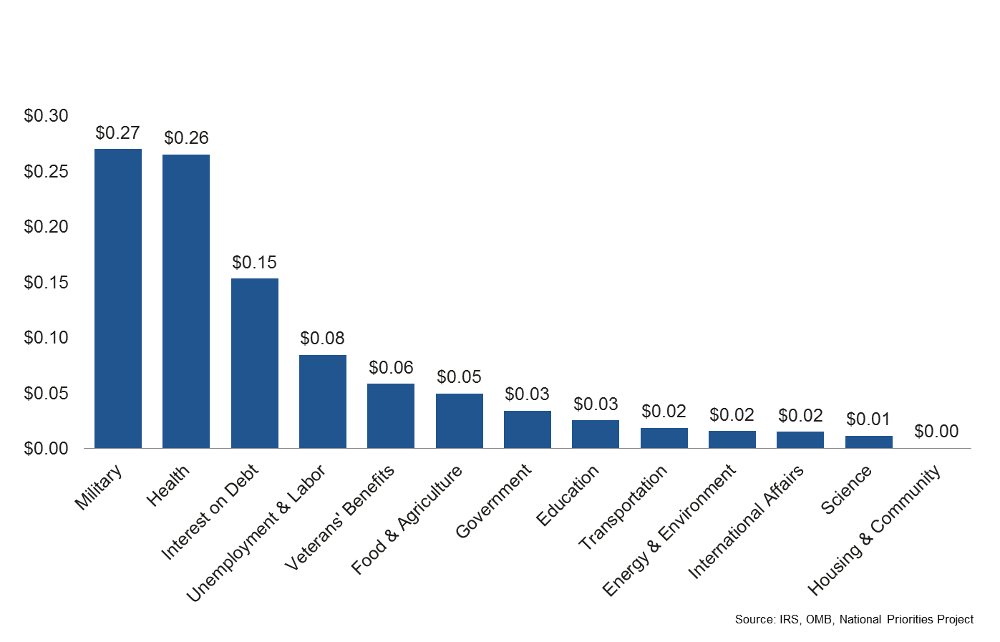 $0.30
$0.25
$0.20
$0.15
$0.10
$0.05
$0.00
$0.27
$0.26
$0.15
$0.08
$0.06
$0.05
$0.03
$0.03
$0.02
$0.02
$0.02
$0.01
$0.00
Military
Health
Interest on Debt
Unemployment & Labor
Veterans' Benefits
Food & Agriculture
Government
Education
Transportation
Energy & Environment
International Affairs
Science
Housing & Community
Source: IRS, OMB, National Priorities Project